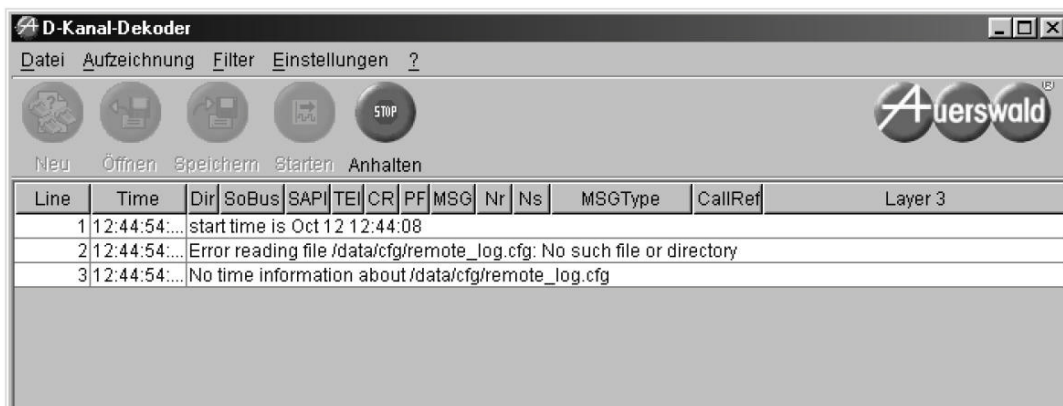 D-Kanal-Dekoder
Datei Aufzeichnung Filter Einstellungen ?
STOP
Auerswald ®
Neu Öffnen Speichern Starten Anhalten
Line Time Dir SoBus SAPI TEI CR PF MSG Nr Ns MSGType CallRef Layer 3
1 12:44:54:... start time is Oct 12 12:44:08
2 12:44:54:... Error reading file /data/cfg/remote_log.cfg: No such file or directory
3 12:44:54:... No time information about /data/cfg/remote_log.cfg